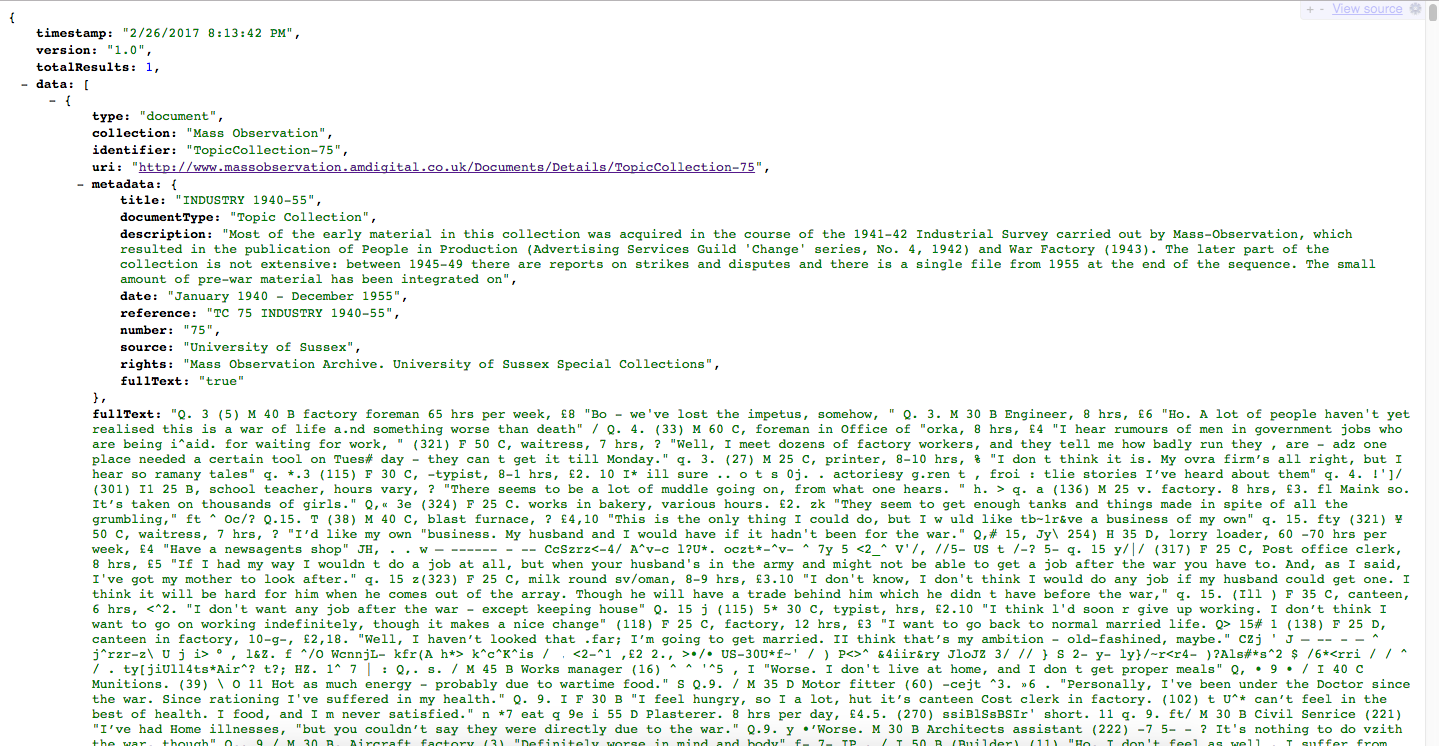 + - View source
{
timestamp: "2/26/2017 8:13:42 PM",
version: "1.0",
totalResults: 1,
– data: [
– {
type: "document",
collection: "Mass Observation",
identifier: "TopicCollection-75",
uri: "http://www.massobservation.amdigital.co.uk/Documents/Details/TopicCollection-75",
– metadata: {
title: "INDUSTRY 1940-55",
documentType: "Topic Collection",
description: "Most of the early material in this collection was acquired in the course of the 1941-42 Industrial Survey carried out by Mass-Observation, which
resulted in the publication of People in Production (Advertising Services Guild 'Change' series, No. 4, 1942) and War Factory (1943). The later part of the
collection is not extensive: between 1945-49 there are reports on strikes and disputes and there is a single file from 1955 at the end of the sequence. The small
amount of pre-war material has been integrated on",
date: "January 1940 - December 1955",
reference: "TC 75 INDUSTRY 1940-55",
number: "75",
source: "University of Sussex",
rights: "Mass Observation Archive. University of Sussex Special Collections",
fullText: "true"
},
fullText: "Q. 3 (5) M 40 B factory foreman 65 hrs per week, £8 "Bo - we've lost the impetus, somehow, " Q. 3. M 30 B Engineer, 8 hrs, £6 "Ho. A lot of people haven't yet
realised this is a war of life a.nd something worse than death" / Q. 4. (33) M 60 C, foreman in Office of "orka, 8 hrs, £4 "I hear rumours of men in government jobs who
are being i^aid. for waiting for work, " (321) F 50 C, waitress, 7 hrs, ? "Well, I meet dozens of factory workers, and they tell me how badly run they , are - adz one
place needed a certain tool on Tues# day - they can t get it till Monday." q. 3. (27) M 25 C, printer, 8-10 hrs, % "I don t think it is. My ovra firm's all right, but I
hear so ramany tales" q. *.3 (115) F 30 C, -typist, 8-1 hrs, £2. 10 I* ill sure .. o t s 0j. . actoriesy g.ren t , froi : tlie stories I've heard about them" q. 4. !']/
(301) I1 25 B, school teacher, hours vary, ? "There seems to be a lot of muddle going on, from what one hears. " h. > q. a (136) M 25 v. factory. 8 hrs, £3. fl Maink so.
It's taken on thousands of girls." Q,« 3e (324) F 25 C. works in bakery, various hours. £2. zk "They seem to get enough tanks and things made in spite of all the
grumbling," ft ^ Oc/? Q.15. T (38) M 40 C, blast furnace, ? £4,10 "This is the only thing I could do, but I w uld like tb~lr&ve a business of my own" q. 15. fty (321) ¥
50 C, waitress, 7 hrs, ? "I'd like my own "business. My husband and I would have if it hadn't been for the war." Q,# 15, Jy\ 254) H 35 D, lorry loader, 60 -70 hrs per
week, £4 "Have a newsagents shop" JH, . . w — —————— - —— CcSzrz<-4/ A^v-c l?U*. oczt*-^v- ^ 7y 5 <2_^ V'/, //5- US t /-? 5- q. 15 y/|/ (317) F 25 C, Post office clerk,
8 hrs, £5 "If I had my way I wouldn t do a job at all, but when your husband's in the army and might not be able to get a job after the war you have to. And, as I said,
I've got my mother to look after." q. 15 z(323) F 25 C, milk round sv/oman, 8-9 hrs, £3.10 "I don't know, I don't think I would do any job if my husband could get one. I
think it will be hard for him when he comes out of the array. Though he will have a trade behind him which he didn t have before the war," q. 15. (Ill ) F 35 C, canteen,
6 hrs, <^2. "I don't want any job after the war - except keeping house" Q. 15 j (115) 5* 30 C, typist, hrs, £2.10 "I think l'd soon r give up working. I don't think I
want to go on working indefinitely, though it makes a nice change" (118) F 25 C, factory, 12 hrs, £3 "I want to go back to normal married life. Q> 15# 1 (138) F 25 D,
canteen in factory, 10-g-, £2,18. "Well, I haven't looked that .far; I'm going to get married. II think that's my ambition - old-fashined, maybe." CZj ' J — —— - — ^
j^rzr-z\ U j i> ° , l&Z. f ^/O WcnnjL- kfr(A h*> k^c^K^is / . <2-^1 ,£2 2., >•/• US-30U*f~' / ) P<>^ &4iir&ry JloJZ 3/ // } S 2- y- ly}/~r<r4- )?Als#*s^2 $ /6*<rri / / ^
/ . ty[jiUll4ts*Air^? t?; HZ. 1^ 7 | : Q,. s. / M 45 B Works manager (16) ^ ^ '^5 , I "Worse. I don't live at home, and I don t get proper meals" Q, • 9 • / I 40 C
Munitions. (39) \ O 11 Hot as much energy - probably due to wartime food." S Q.9. / M 35 D Motor fitter (60) -cejt ^3. »6 . "Personally, I've been under the Doctor since
the war. Since rationing I've suffered in my health." Q. 9. I F 30 B "I feel hungry, so I a lot, hut it's canteen Cost clerk in factory. (102) t U^* can't feel in the
best of health. I food, and I m never satisfied." n *7 eat q 9e i 55 D Plasterer. 8 hrs per day, £4.5. (270) ssiBlSsBSIr' short. 11 q. 9. ft/ M 30 B Civil Senrice (221)
"I've had Home illnesses, "but you couldn't say they were directly due to the war." Q.9. y •'Worse. M 30 B Architects assistant (222) -7 5- - ? It's nothing to do vzith
the war, though" Q.. 9 / M 30 B. Aircraft factory (3) "Definitely worse in mind and body" f- 7- IP . / I 50 B (Builder) (11) "Ho. I don't feel as well. I suffer from